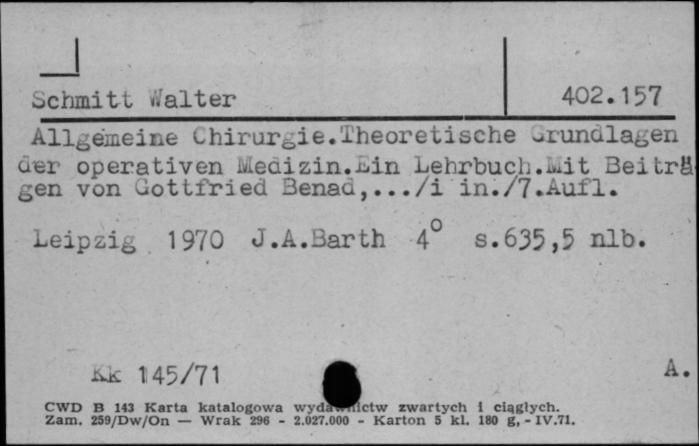 Schmitt Walter 402.157
Allgemeine Chirurgie.Theoretische Grundlagen
der operativen Medizin.Ein Lehrbuch.Mit Beiträ
gen von Gottfried Benad,.../i in./7.Aufl.
Leipzig 1970 J.A.Barth 4° s.635,5 nlb.
Kk 145/71 A.
CWD B 143 Karta katalogowa wydawnictw zwartych i ciągłych.
Zam. 259/Dw/On — Wrak 296 - 2.027.000 - Karton 5 kl. 180 g, - IV.71.